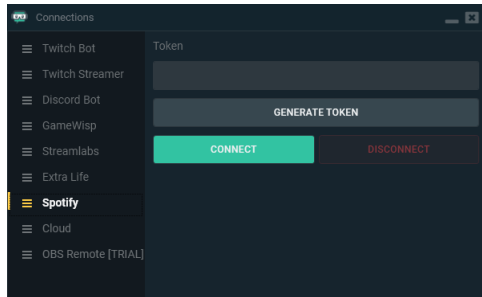 Connections
Twitch Bot
Twitch Streamer
Discord Bot
GameWisp
Streamlabs
Extra Life
Spotify
Cloud
OBS Remote [TRIAL]
Token
GENERATE TOKEN
CONNECT
DISCONNECT